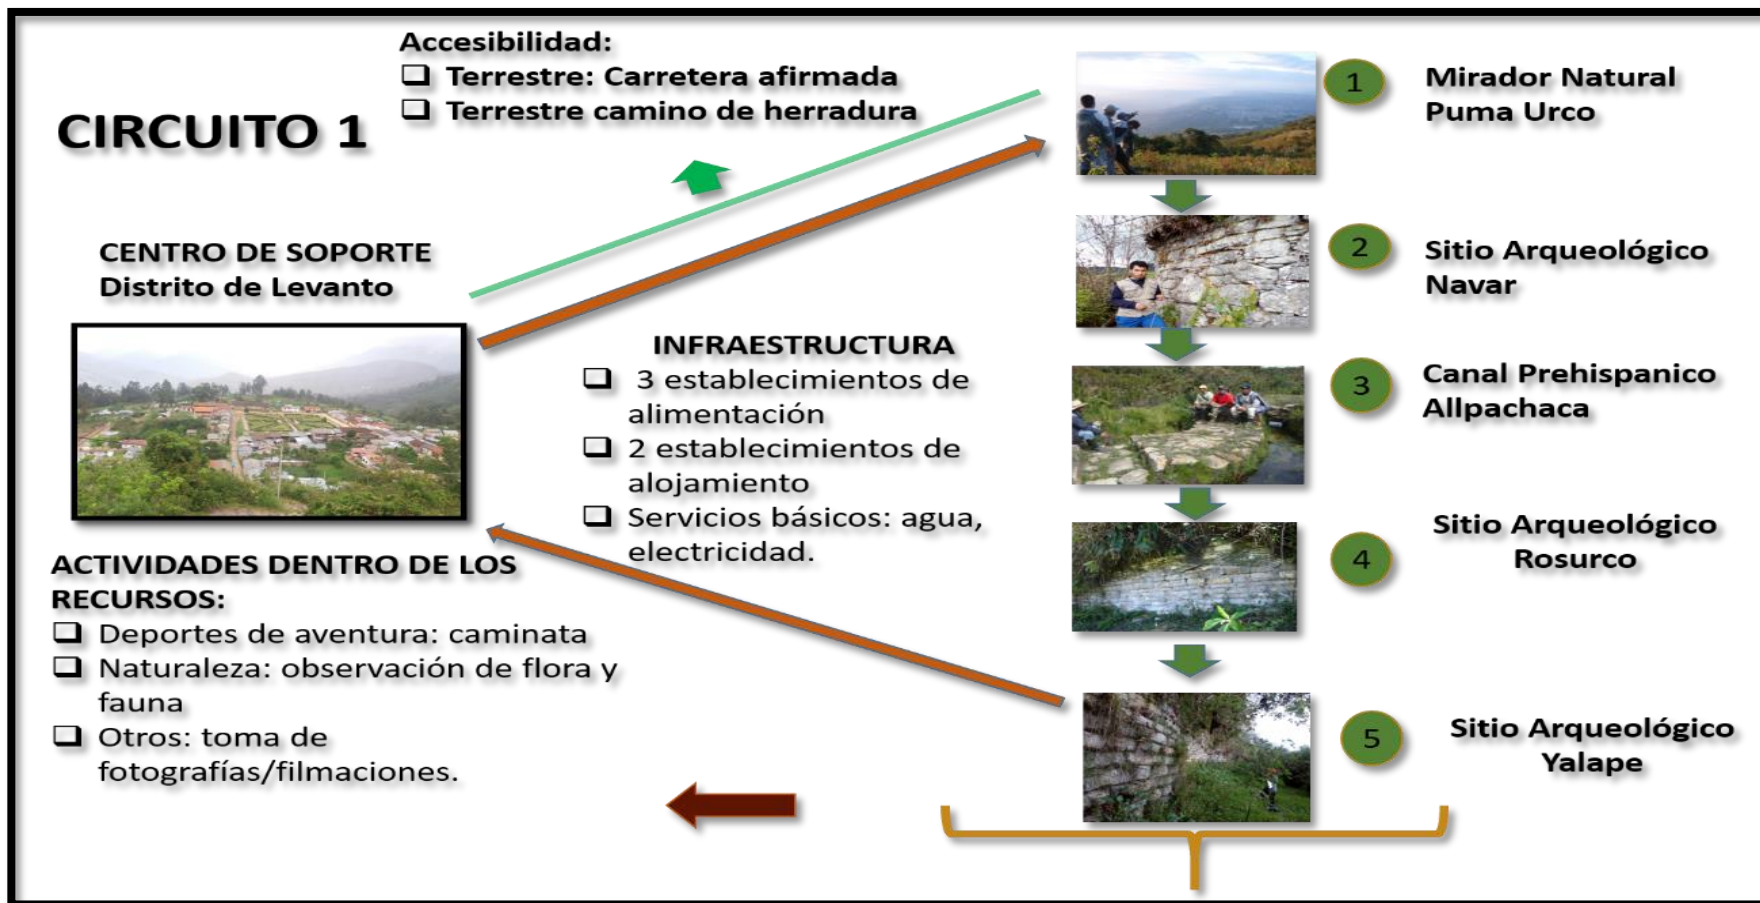 CIRCUITO 1
Accesibilidad:
❑ Terrestre: Carretera afirmada
❑ Terrestre camino de herradura
CENTRO DE SOPORTE
Distrito de Levanto
INFRAESTRUCTURA
❑ 3 establecimientos de
alimentación
❑ 2 establecimientos de
alojamiento
❑ Servicios básicos: agua,
electricidad.
ACTIVIDADES DENTRO DE LOS
RECURSOS:
❑ Deportes de aventura: caminata
❑ Naturaleza: observación de flora y
fauna
❑ Otros: toma de
fotografías/filmaciones.
1
Mirador Natural
Puma Urco
2
Sitio Arqueológico
Navar
3
Canal Prehispanico
Allpachaca
4
Sitio Arqueológico
Rosurco
5
Sitio Arqueológico
Yalape